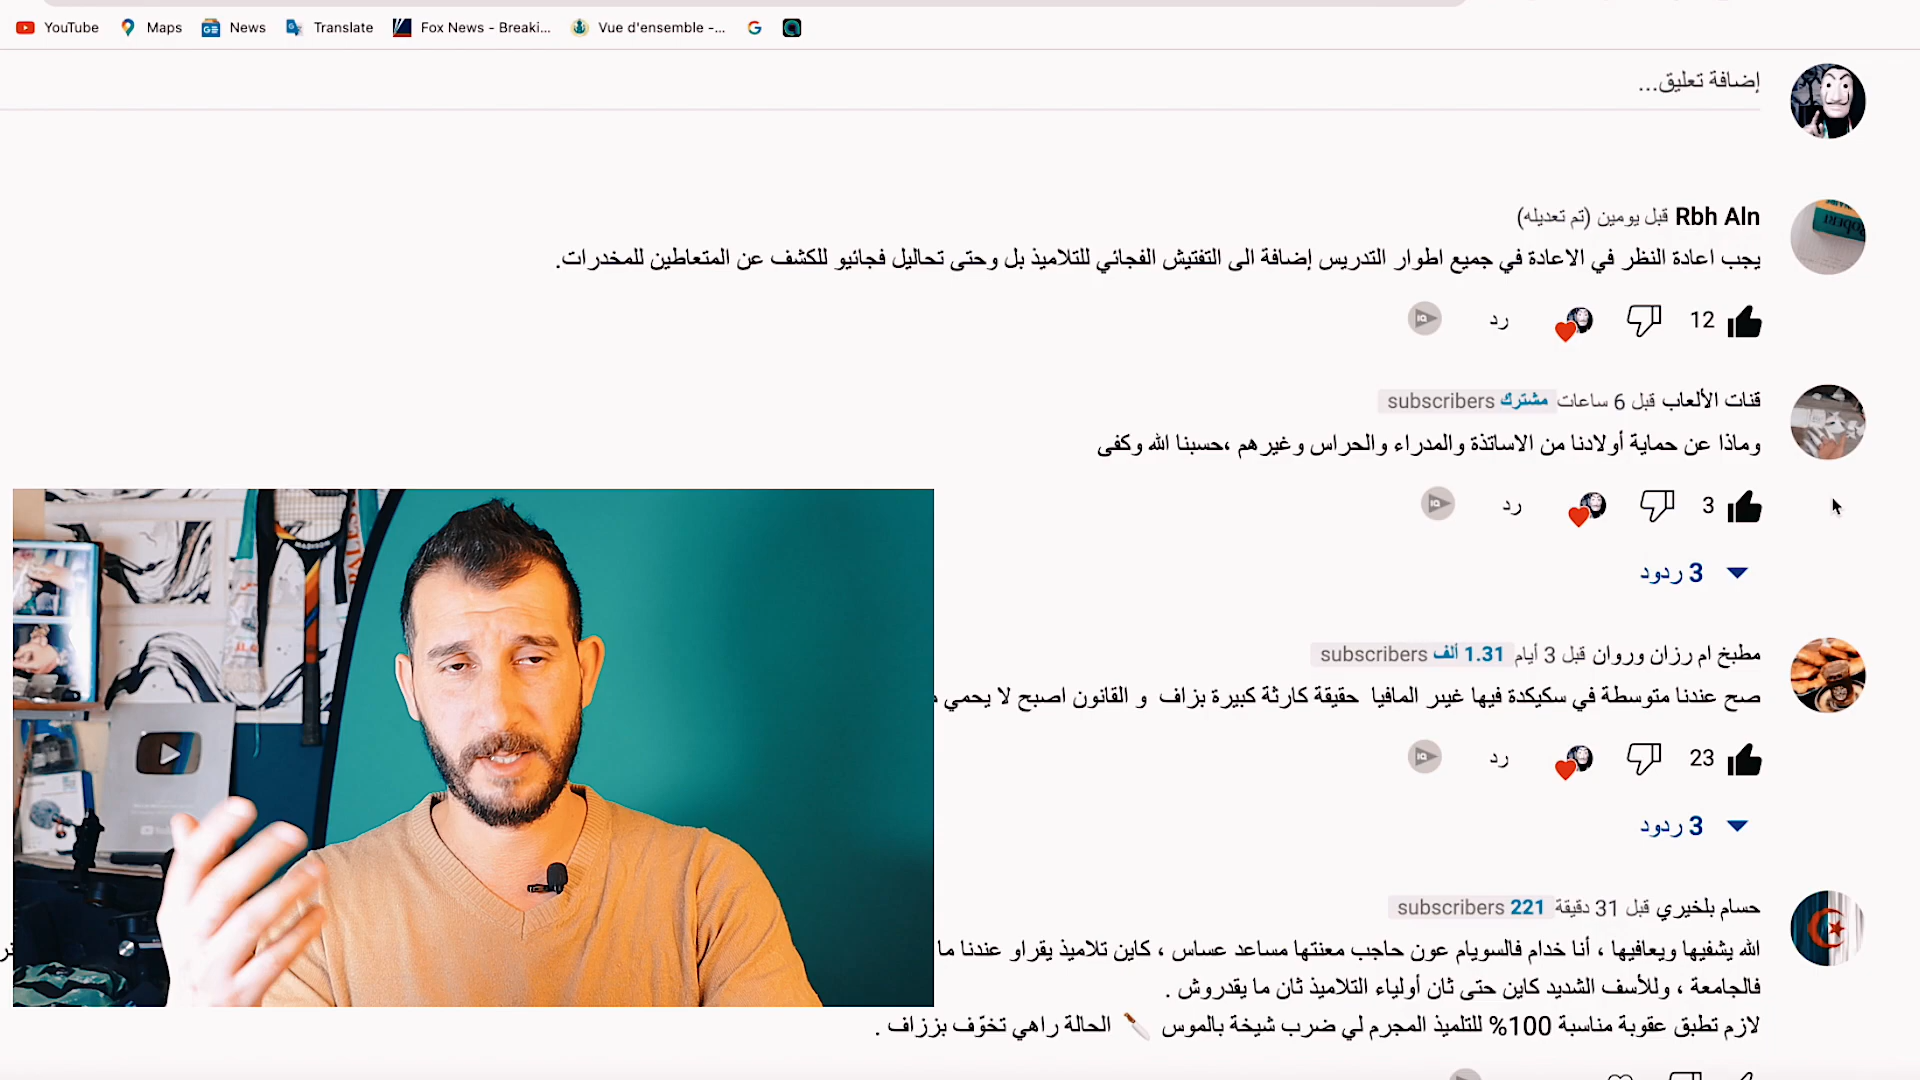 YouTube
Maps
News
Translate
Fox News - Breaki...
Vue d'ensemble -...
إضافة تعليق...
Rbh Aln قبل يومين (تم تعديله)
يجب اعادة النظر في الاعادة في جميع اطوار التدريس إضافة الى التفتيش الفجائي للتلاميذ بل وحتى تحاليل فجائيو للكشف عن المتعاطين للمخدرات.
12
رد
قنات الألعاب قبل 6 ساعات مشترك subscribers
وماذا عن حماية أولادنا من الاساتذة والمدراء والحراس وغيرهم ،حسبنا الله وكفى
3
رد
3 ردود
مطبخ ام رزان وروان قبل 3 أيام 1.31 ألف subscribers
صح عندنا متوسطة في سكيكدة فيها غيىر المافيا حقيقة كارثة كبيرة بزاف و القانون اصبح لا يحمي
23
رد
3 ردود
حسام بلخيري قبل 31 دقيقة 221 subscribers
الله يشفيها ويعافيها ، أنا خدام فالسويام عون حاجب معنتها مساعد عساس ، كاين تلاميذ يقراو عندنا ما
فالجامعة ، وللأسف الشديد كاين حتى ثان أولياء التلاميذ ثان ما يقدروش .
لازم تطبق عقوبة مناسبة 100% للتلميذ المجرم لي ضرب شيخة بالموس 🔪 الحالة راهي تخوّف بززاف .